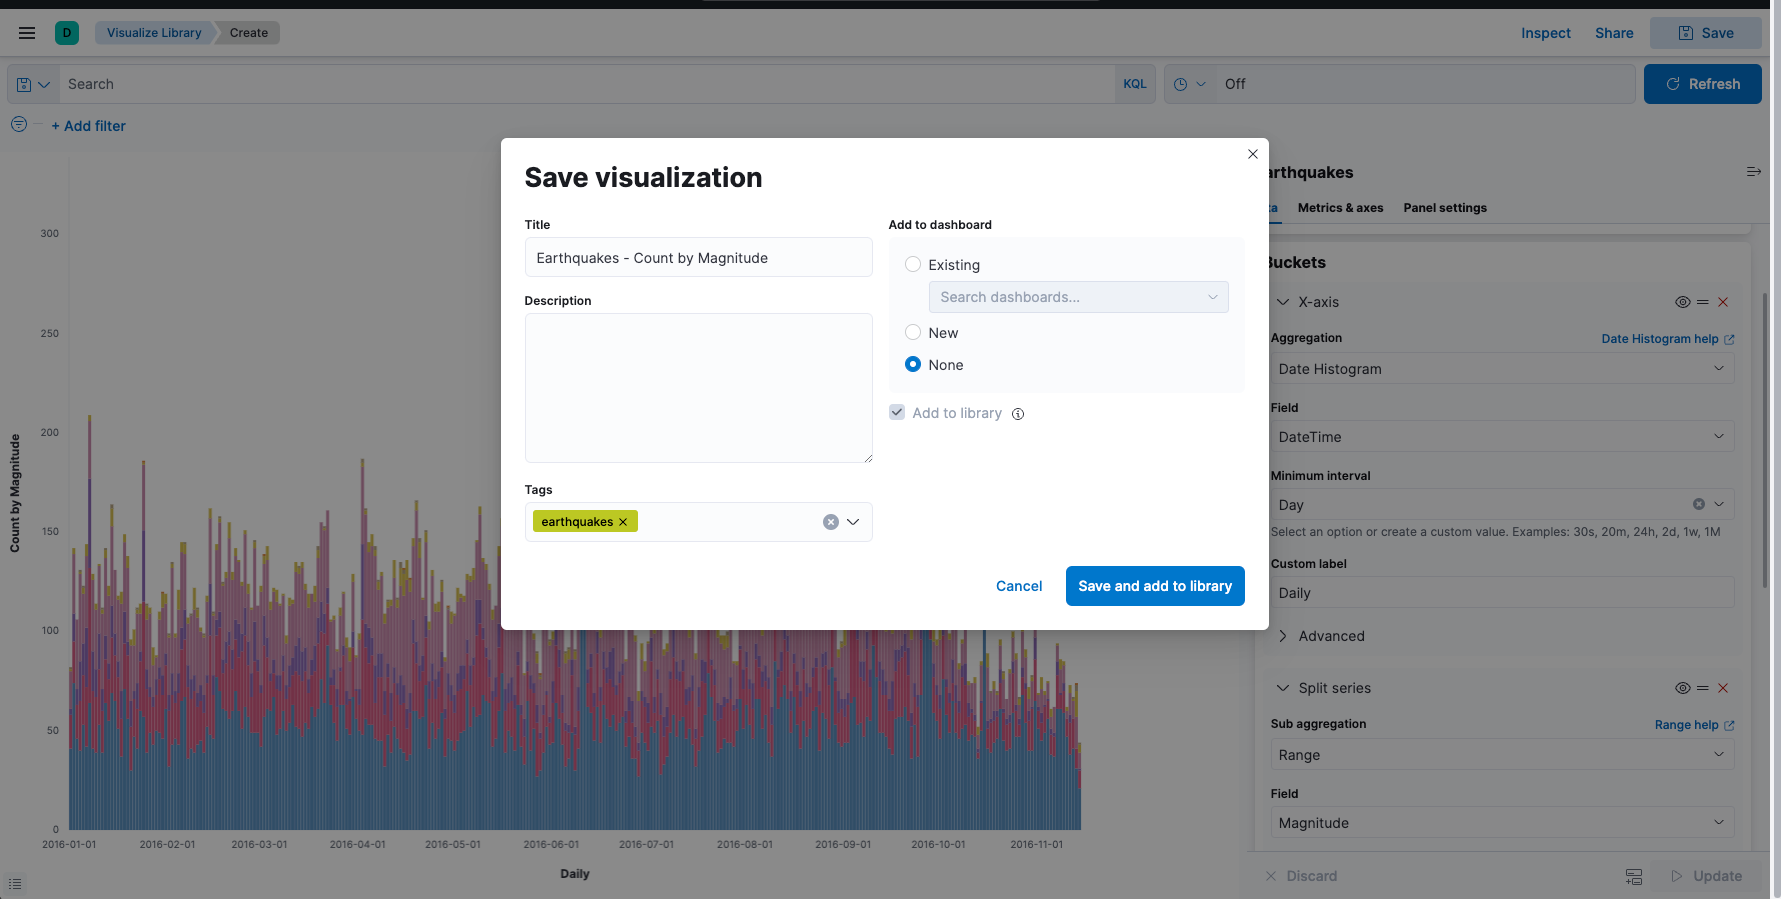 D
Visualize Library
Create
Inspect
Share
Save
Search
KQL
Off
Refresh
+ Add filter
Save visualization
Title
Earthquakes - Count by Magnitude
Description
Tags
earthquakes
Add to dashboard
Existing
Search dashboards...
New
None
Add to library
Cancel
Save and add to library
arthquakes
ta
Metrics & axes
Panel settings
Buckets
X-axis
Aggregation
Date Histogram help
Date Histogram
Field
DateTime
Minimum interval
Day
Select an option or create a custom value. Examples: 30s, 20m, 24h, 2d, 1w, 1M
Custom label
Daily
Advanced
Split series
Sub aggregation
Range help
Range
Field
Magnitude
Discard
Update
Count by Magnitude
300
250
200
150
100
50
0
2016-01-01
2016-02-01
2016-03-01
2016-04-01
2016-05-01
2016-06-01
2016-07-01
2016-08-01
2016-09-01
2016-10-01
2016-11-01
Daily